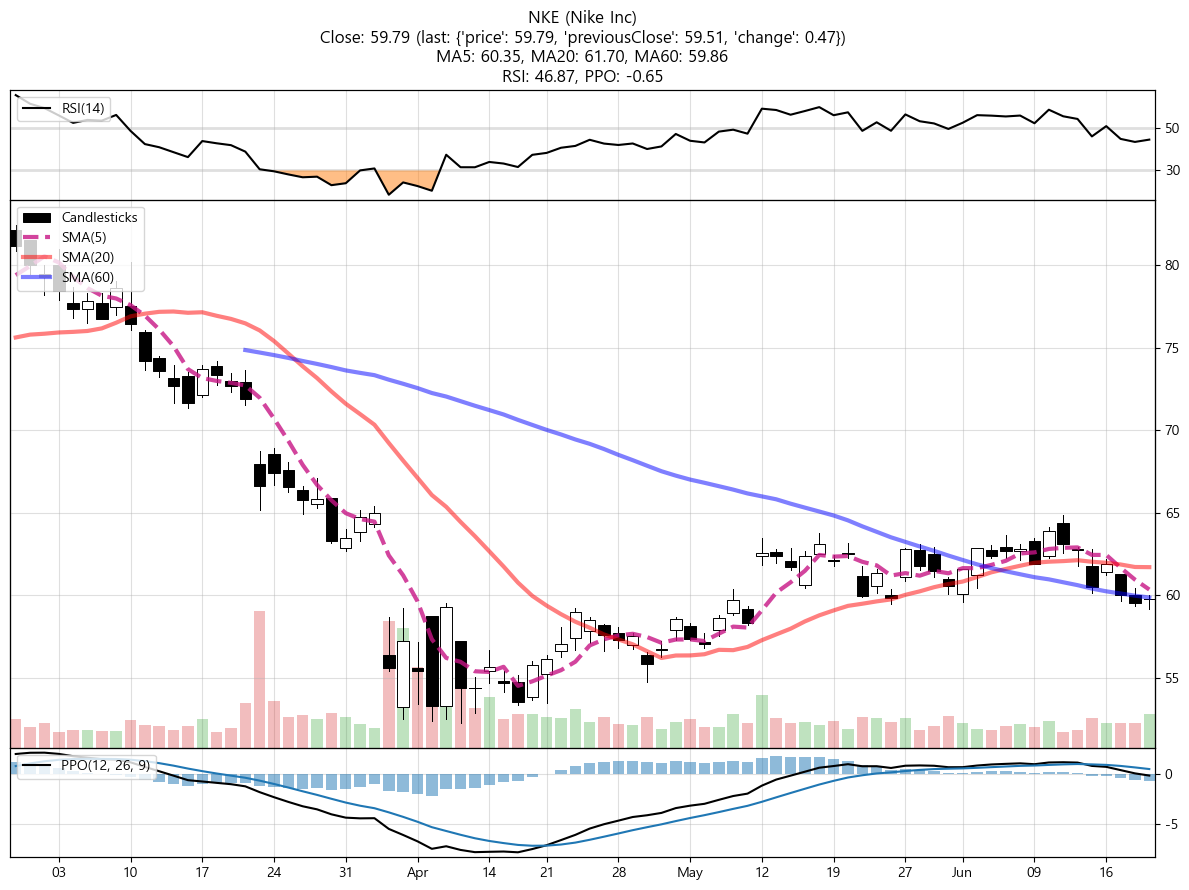 NKE (Nike Inc)
Close: 59.79 (last: {'price': 59.79, 'previousClose': 59.51, 'change': 0.47})
MA5: 60.35, MA20: 61.70, MA60: 59.86
RSI: 46.87, PPO: -0.65
RSI(14)
50
30
Candlesticks
SMA(5)
SMA(20)
SMA(60)
80
75
70
65
60
55
PPO(12, 26, 9)
0
-5
03 10 17 24 31 Apr 14 21 28 May 12 19 27 Jun 09 16